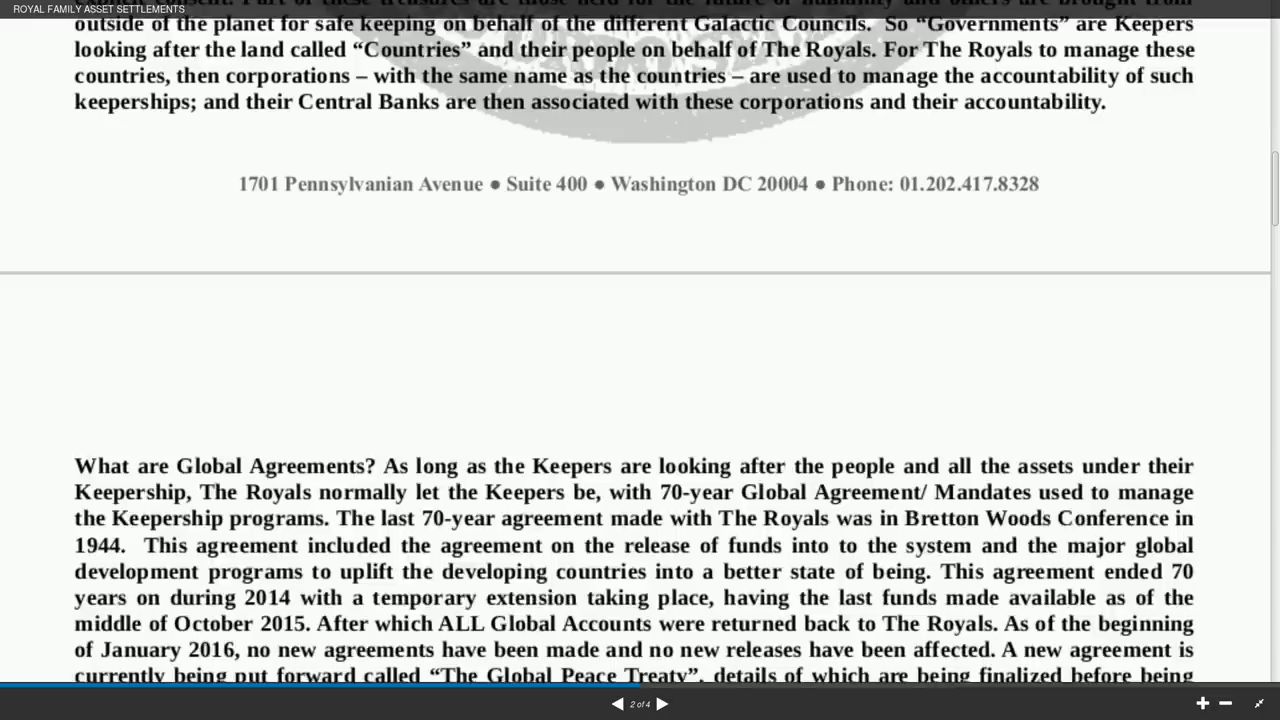 ROYAL FAMILY ASSET SETTLEMENTS
outside of the planet for safe keeping on behalf of the different Galactic Councils. So “Governments” are Keepers
looking after the land called “Countries” and their people on behalf of The Royals. For The Royals to manage these
countries, then corporations – with the same name as the countries – are used to manage the accountability of such
keeperships; and their Central Banks are then associated with these corporations and their accountability.
1701 Pennsylvanian Avenue ● Suite 400 ● Washington DC 20004 ● Phone: 01.202.417.8328
What are Global Agreements? As long as the Keepers are looking after the people and all the assets under their
Keepership, The Royals normally let the Keepers be, with 70-year Global Agreement/ Mandates used to manage
the Keepership programs. The last 70-year agreement made with The Royals was in Bretton Woods Conference in
1944. This agreement included the agreement on the release of funds into to the system and the major global
development programs to uplift the developing countries into a better state of being. This agreement ended 70
years on during 2014 with a temporary extension taking place, having the last funds made available as of the
middle of October 2015. After which ALL Global Accounts were returned back to The Royals. As of the beginning
of January 2016, no new agreements have been made and no new releases have been affected. A new agreement is
currently being put forward called “The Global Peace Treaty”, details of which are being finalized before being
2 of 4